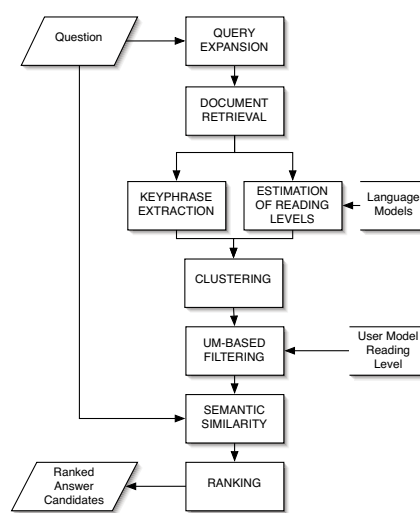 Question
QUERY
EXPANSION
DOCUMENT
RETRIEVAL
KEYPHRASE
EXTRACTION
ESTIMATION
OF READING
LEVELS
Language
Models
CLUSTERING
UM-BASED
FILTERING
User Model
Reading
Level
SEMANTIC
SIMILARITY
Ranked
Answer
Candidates
RANKING